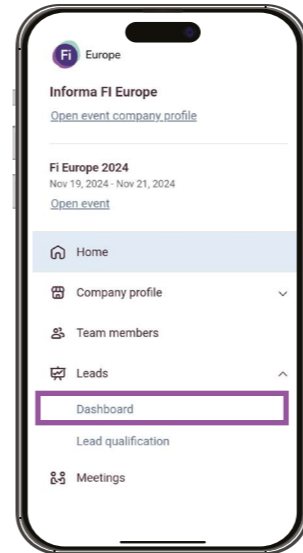 Fi Europe
Informa FI Europe
Open event company profile
Fi Europe 2024
Nov 19, 2024 - Nov 21, 2024
Open event
Home
Company profile
Team members
Leads
Dashboard
Lead qualification
Meetings